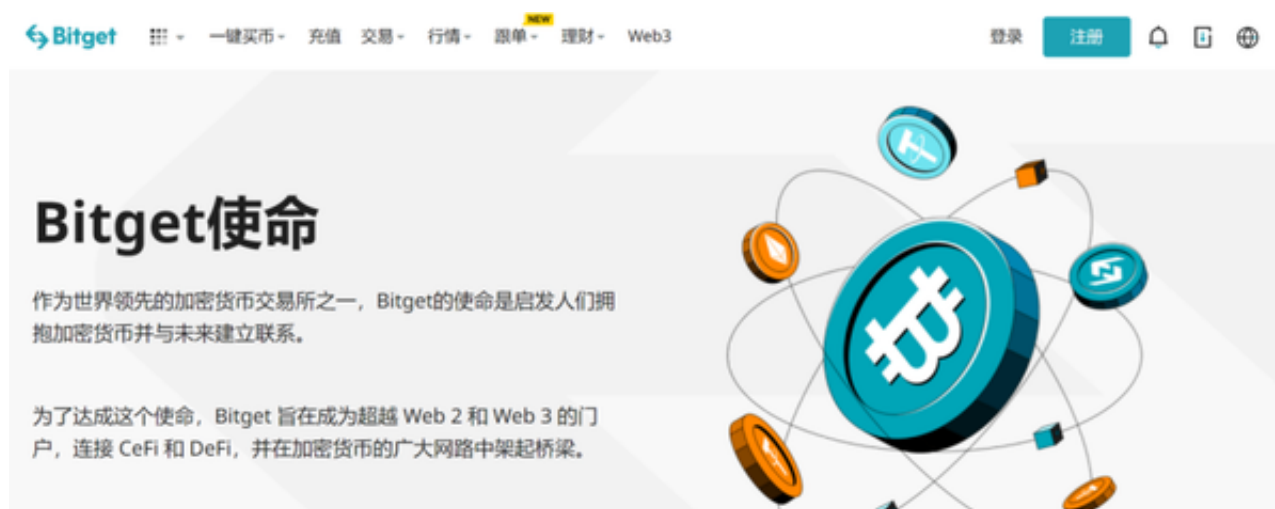 Bitget 一键买币 充值 交易 行情 跟单 NEW 理财 Web3 登录 注册
Bitget使命
作为世界领先的加密货币交易所之一，Bitget的使命是启发人们拥
抱加密货币并与未来建立联系。
为了达成这个使命，Bitget 旨在成为超越 Web 2 和 Web 3 的门
户，连接 CeFi 和 DeFi，并在加密货币的广大网路中架起桥梁。